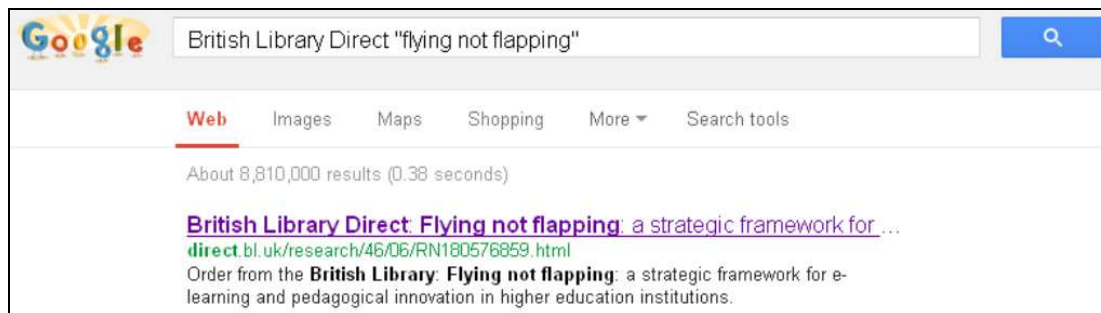 Google
British Library Direct "flying not flapping"
Web Images Maps Shopping More Search tools
About 8,810,000 results (0.38 seconds)
British Library Direct: Flying not flapping: a strategic framework for ...
direct.bl.uk/research/46/06/RN180576859.html
Order from the British Library: Flying not flapping: a strategic framework for e-
learning and pedagogical innovation in higher education institutions.